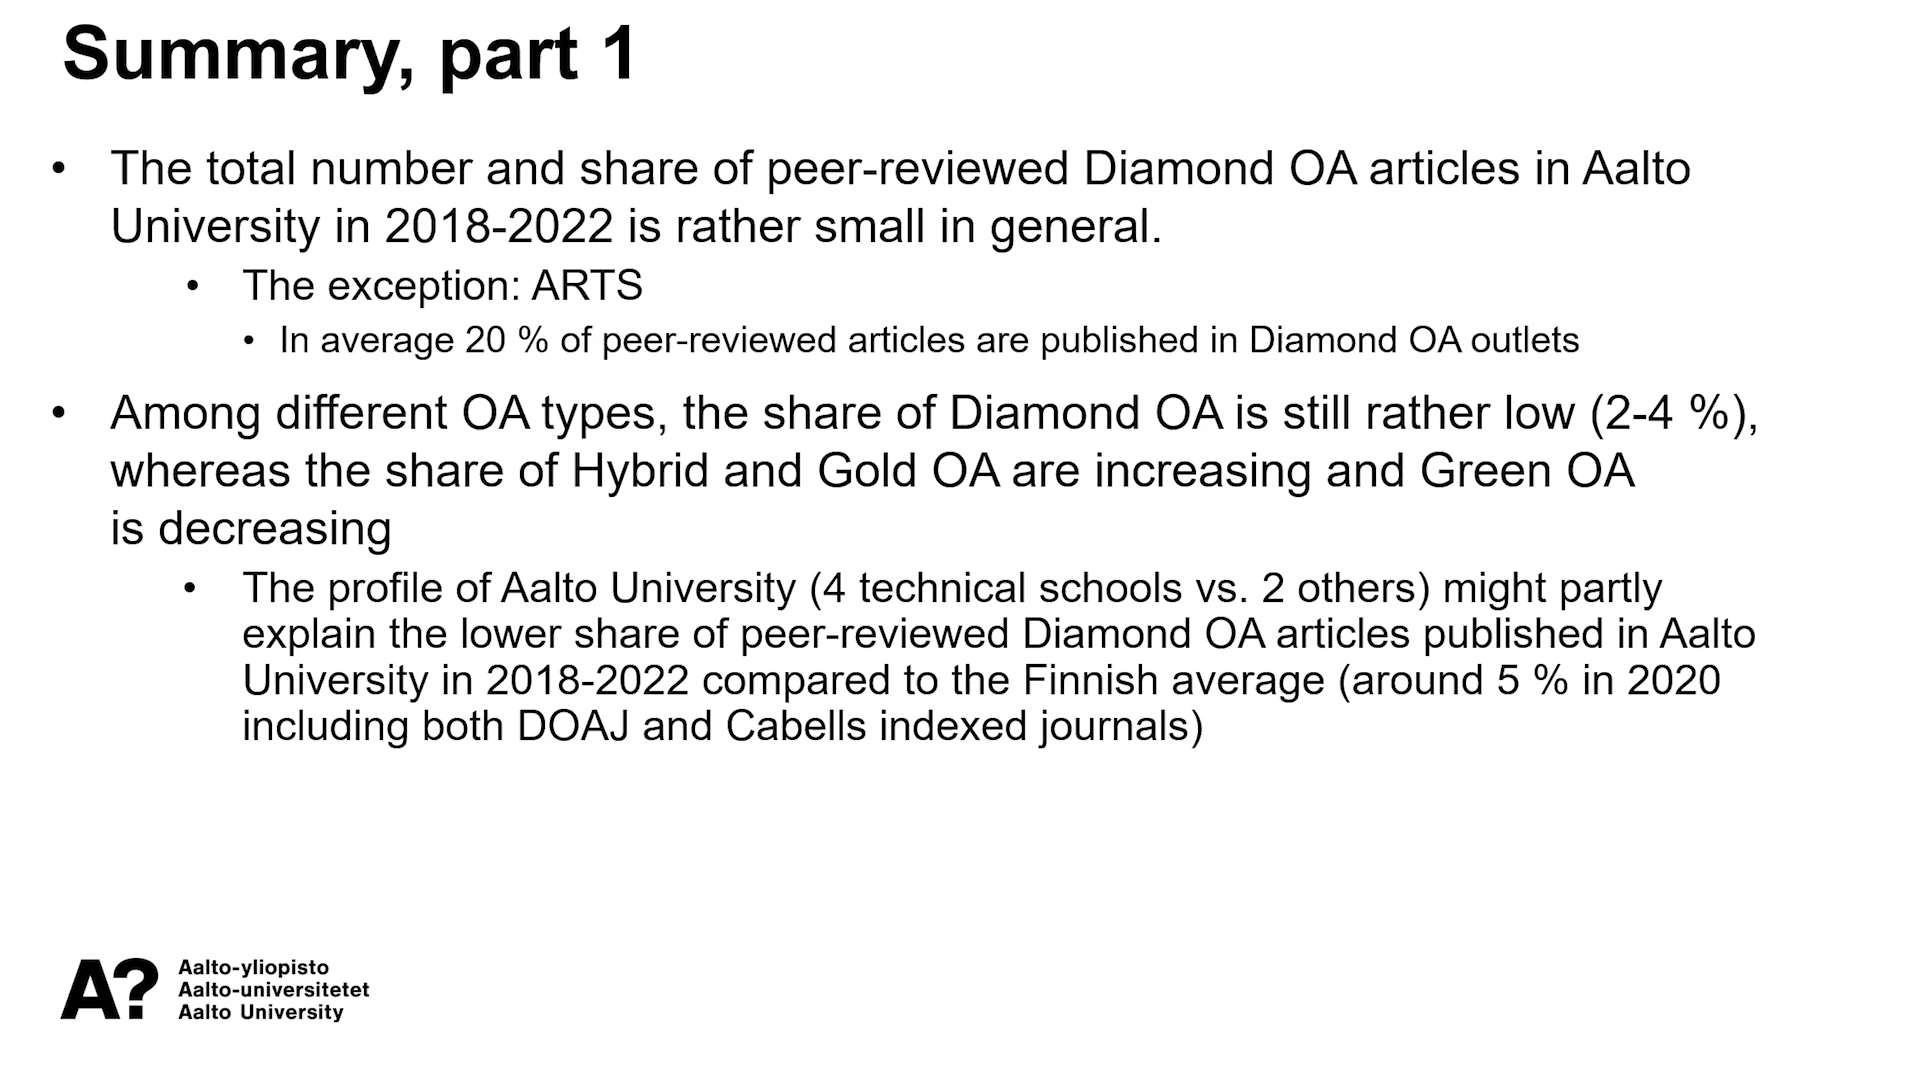 Summary, part 1
• The total number and share of peer-reviewed Diamond OA articles in Aalto
University in 2018-2022 is rather small in general.
• The exception: ARTS
• In average 20 % of peer-reviewed articles are published in Diamond OA outlets
• Among different OA types, the share of Diamond OA is still rather low (2-4 %),
whereas the share of Hybrid and Gold OA are increasing and Green OA
is decreasing
• The profile of Aalto University (4 technical schools vs. 2 others) might partly
explain the lower share of peer-reviewed Diamond OA articles published in Aalto
University in 2018-2022 compared to the Finnish average (around 5 % in 2020
including both DOAJ and Cabells indexed journals)
A?
Aalto-yliopisto
Aalto-universitetet
Aalto University